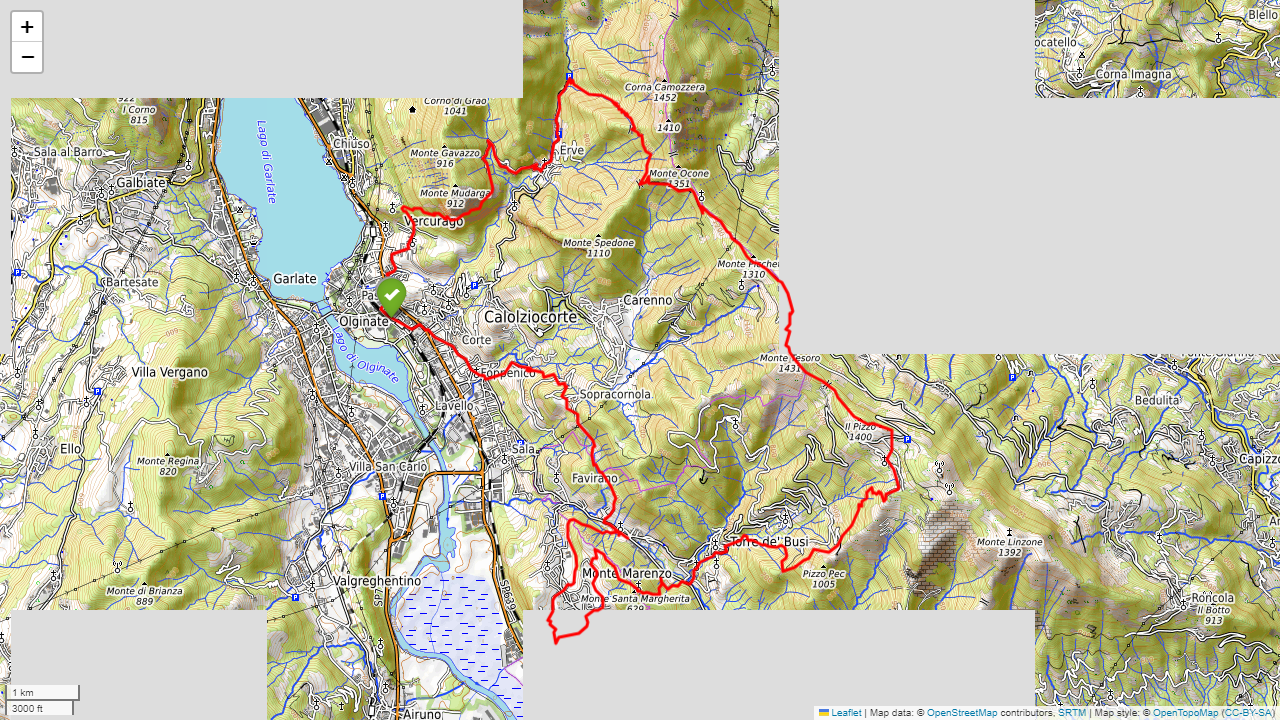 +
−
Blello
ocatello
Corna Imagna
Corna Camozzera
1452
922
I Corno
815
Corno di Grao
1041
1410
Lago di Garlate
Chiuso
Sala al Barro
Monte Gavazzo
916
Erve
Galbiate
Monte Ocone
1351
Monte Mudarga
912
Vercurago
Monte Spedone
1110
Monte Picchet
1310
Garlate
Bartesate
Carenno
Olginate
Calolziocorte
Corte
Lago di Olginate
Monte Tesoro
1431
Villa Vergano
Foppenico
Sopracornola
Bedulita
Lavello
Il Pizzo
1400
Ello
Sala
Monte Regina
820
Villa San Carlo
Favirano
Capizzo
Torre de' Busi
Monte Linzone
1392
Monte Marenzo
Valgreghentino
Pizzo Pec
1005
Monte di Brianza
889
Monte Santa Margherita
629
SP639
SP72
Roncola
Il Botto
913
1 km
3000 ft
Airuno
Leaflet | Map data: © OpenStreetMap contributors, SRTM | Map style: © OpenTopoMap (CC-BY-SA)